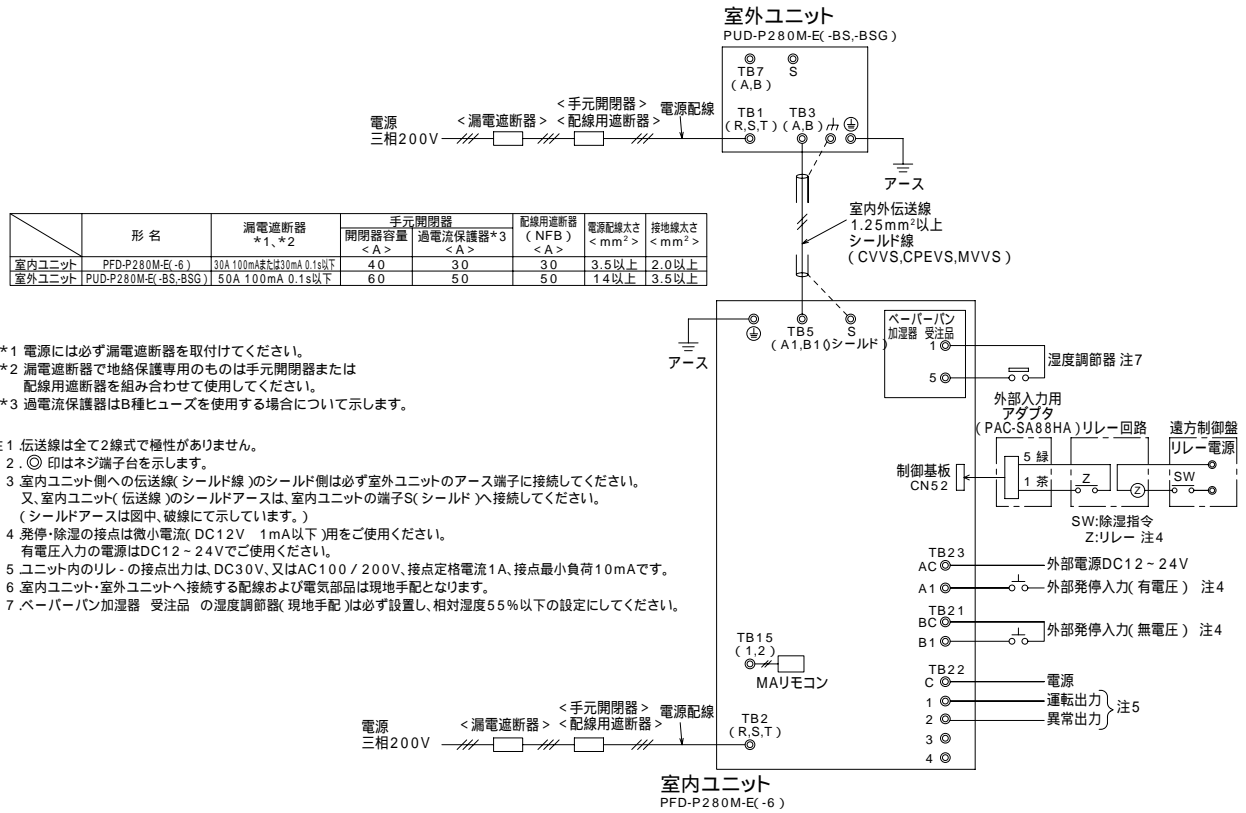 室外ユニット
PUD-P280M-E(-BS,-BSG)
TB7
(A,B)
S
TB1
(R,S,T)
TB3
(A,B)
電源
三相200V
<漏電遮断器>
<手元開閉器>
<配線用遮断器>
電源配線
アース
室内外伝送線
1.25mm²以上
シールド線
(CVVS,CPEVS,MVVS)
形名 漏電遮断器 *1、*2 手元開閉器 配線用遮断器 (NFB) <A> 電源配線太さ <mm²> 接地線太さ <mm²>
開閉器容量 <A> 過電流保護器*3 <A>
室内ユニット PFD-P280M-E(-6) 30A 100mAまたは30mA 0.1s以下 40 30 30 3.5以上 2.0以上
室外ユニット PUD-P280M-E(-BS,-BSG) 50A 100mA 0.1s以下 60 50 50 14以上 3.5以上
*1 電源には必ず漏電遮断器を取付けてください。
*2 漏電遮断器で地絡保護専用のものは手元開閉器または
配線用遮断器を組み合わせて使用してください。
*3 過電流保護器はB種ヒューズを使用する場合について示します。
注1.伝送線は全て2線式で極性がありません。
2.◎ 印はネジ端子台を示します。
3.室内ユニット側への伝送線(シールド線)のシールド側は必ず室外ユニットのアース端子に接続してください。
又、室内ユニット(伝送線)のシールドアースは、室内ユニットの端子S(シールド)へ接続してください。
(シールドアースは図中、破線にて示しています。)
4.発停・除湿の接点は微小電流(DC12V 1mA以下)用をご使用ください。
有電圧入力の電源はDC12~24Vでご使用ください。
5.ユニット内のリレ-の接点出力は、DC30V、又はAC100/200V、接点定格電流1A、接点最小負荷10mAです。
6.室内ユニット・室外ユニットへ接続する配線および電気部品は現地手配となります。
7.ペーパーパン加湿器 受注品 の湿度調節器(現地手配)は必ず設置し、相対湿度55%以下の設定にしてください。
アース
TB5
(A1,B1)
S
(シールド)
ペーパーパン
加湿器 受注品
1
5
湿度調節器 注7
外部入力用
アダプタ
(PAC-SA88HA)
リレー回路
遠方制御盤
リレー電源
制御基板
CN52
5 緑
1 茶
Z
Z
SW
SW:除湿指令
Z:リレー 注4
TB23
AC
外部電源DC12~24V
A1
外部発停入力(有電圧) 注4
TB21
BC
B1
外部発停入力(無電圧) 注4
TB22
C
電源
1
運転出力
2
異常出力
注5
3
4
TB15
(1,2)
MAリモコン
電源
三相200V
<漏電遮断器>
<手元開閉器>
<配線用遮断器>
電源配線
TB2
(R,S,T)
室内ユニット
PFD-P280M-E(-6)